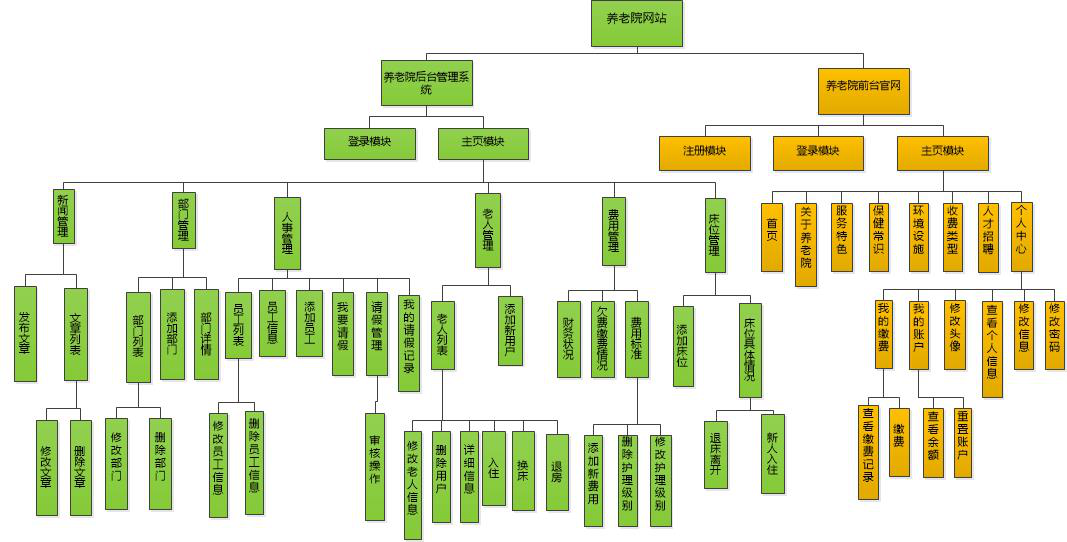 养老院网站
养老院后台管理系
统
养老院前台官网
登录模块
主页模块
注册模块
登录模块
主页模块
新闻管理
部门管理
人事管理
老人管理
费用管理
床位管理
首页
关于养老院
服务特色
保健常识
环境设施
收费类型
人才招聘
个人中心
发布文章
文章列表
部门列表
添加部门
部门详情
员工列表
员工信息
添加员工
我要请假
请假管理
我的请假记录
老人列表
添加新用户
财务状况
欠费缴费情况
费用标准
添加床位
床位具体情况
我的缴费
我的账户
修改头像
查看个人信息
修改信息
修改密码
修改文章
删除文章
修改部门
删除部门
修改员工信息
删除员工信息
审核操作
修改老人信息
删除用户
详细信息
入住
换床
退房
添加新费用
删除护理级别
修改护理级别
退床离开
新人入住
查看缴费记录
缴费
查看余额
重置账户